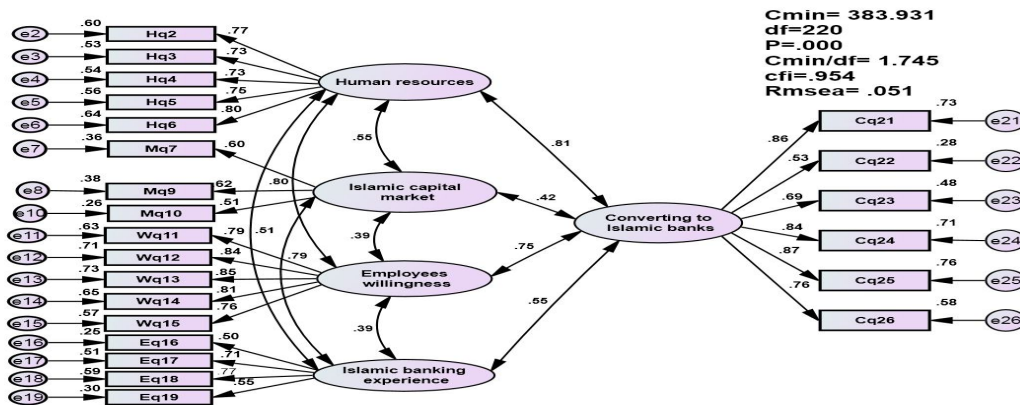 Cmin= 383.931
df=220
P=.000
Cmin/df= 1.745
cfi=.954
Rmsea= .051
e2 .60 Hq2 .77
e3 .53 Hq3 .73
e4 .54 Hq4 .73
e5 .56 Hq5 .75
e6 .64 Hq6 .80
e7 .36 Mq7 .60
e8 .38 Mq9 .62
e10 .26 Mq10 .51
e11 .63 Wq11 .79
e12 .71 Wq12 .84
e13 .73 Wq13 .85
e14 .65 Wq14 .81
e15 .57 Wq15 .76
e16 .25 Eq16 .50
e17 .51 Eq17 .71
e18 .59 Eq18 .77
e19 .30 Eq19 .55
Human resources
.55
Islamic capital
market
.39
Employees
willingness
.39
Islamic banking
experience
.80
.51
.79
.81
.42
.75
.55
Converting to
Islamic banks
.86 Cq21 .73 e21
.53 Cq22 .28 e22
.69 Cq23 .48 e23
.84 Cq24 .71 e24
.87 Cq25 .76 e25
.76 Cq26 .58 e26